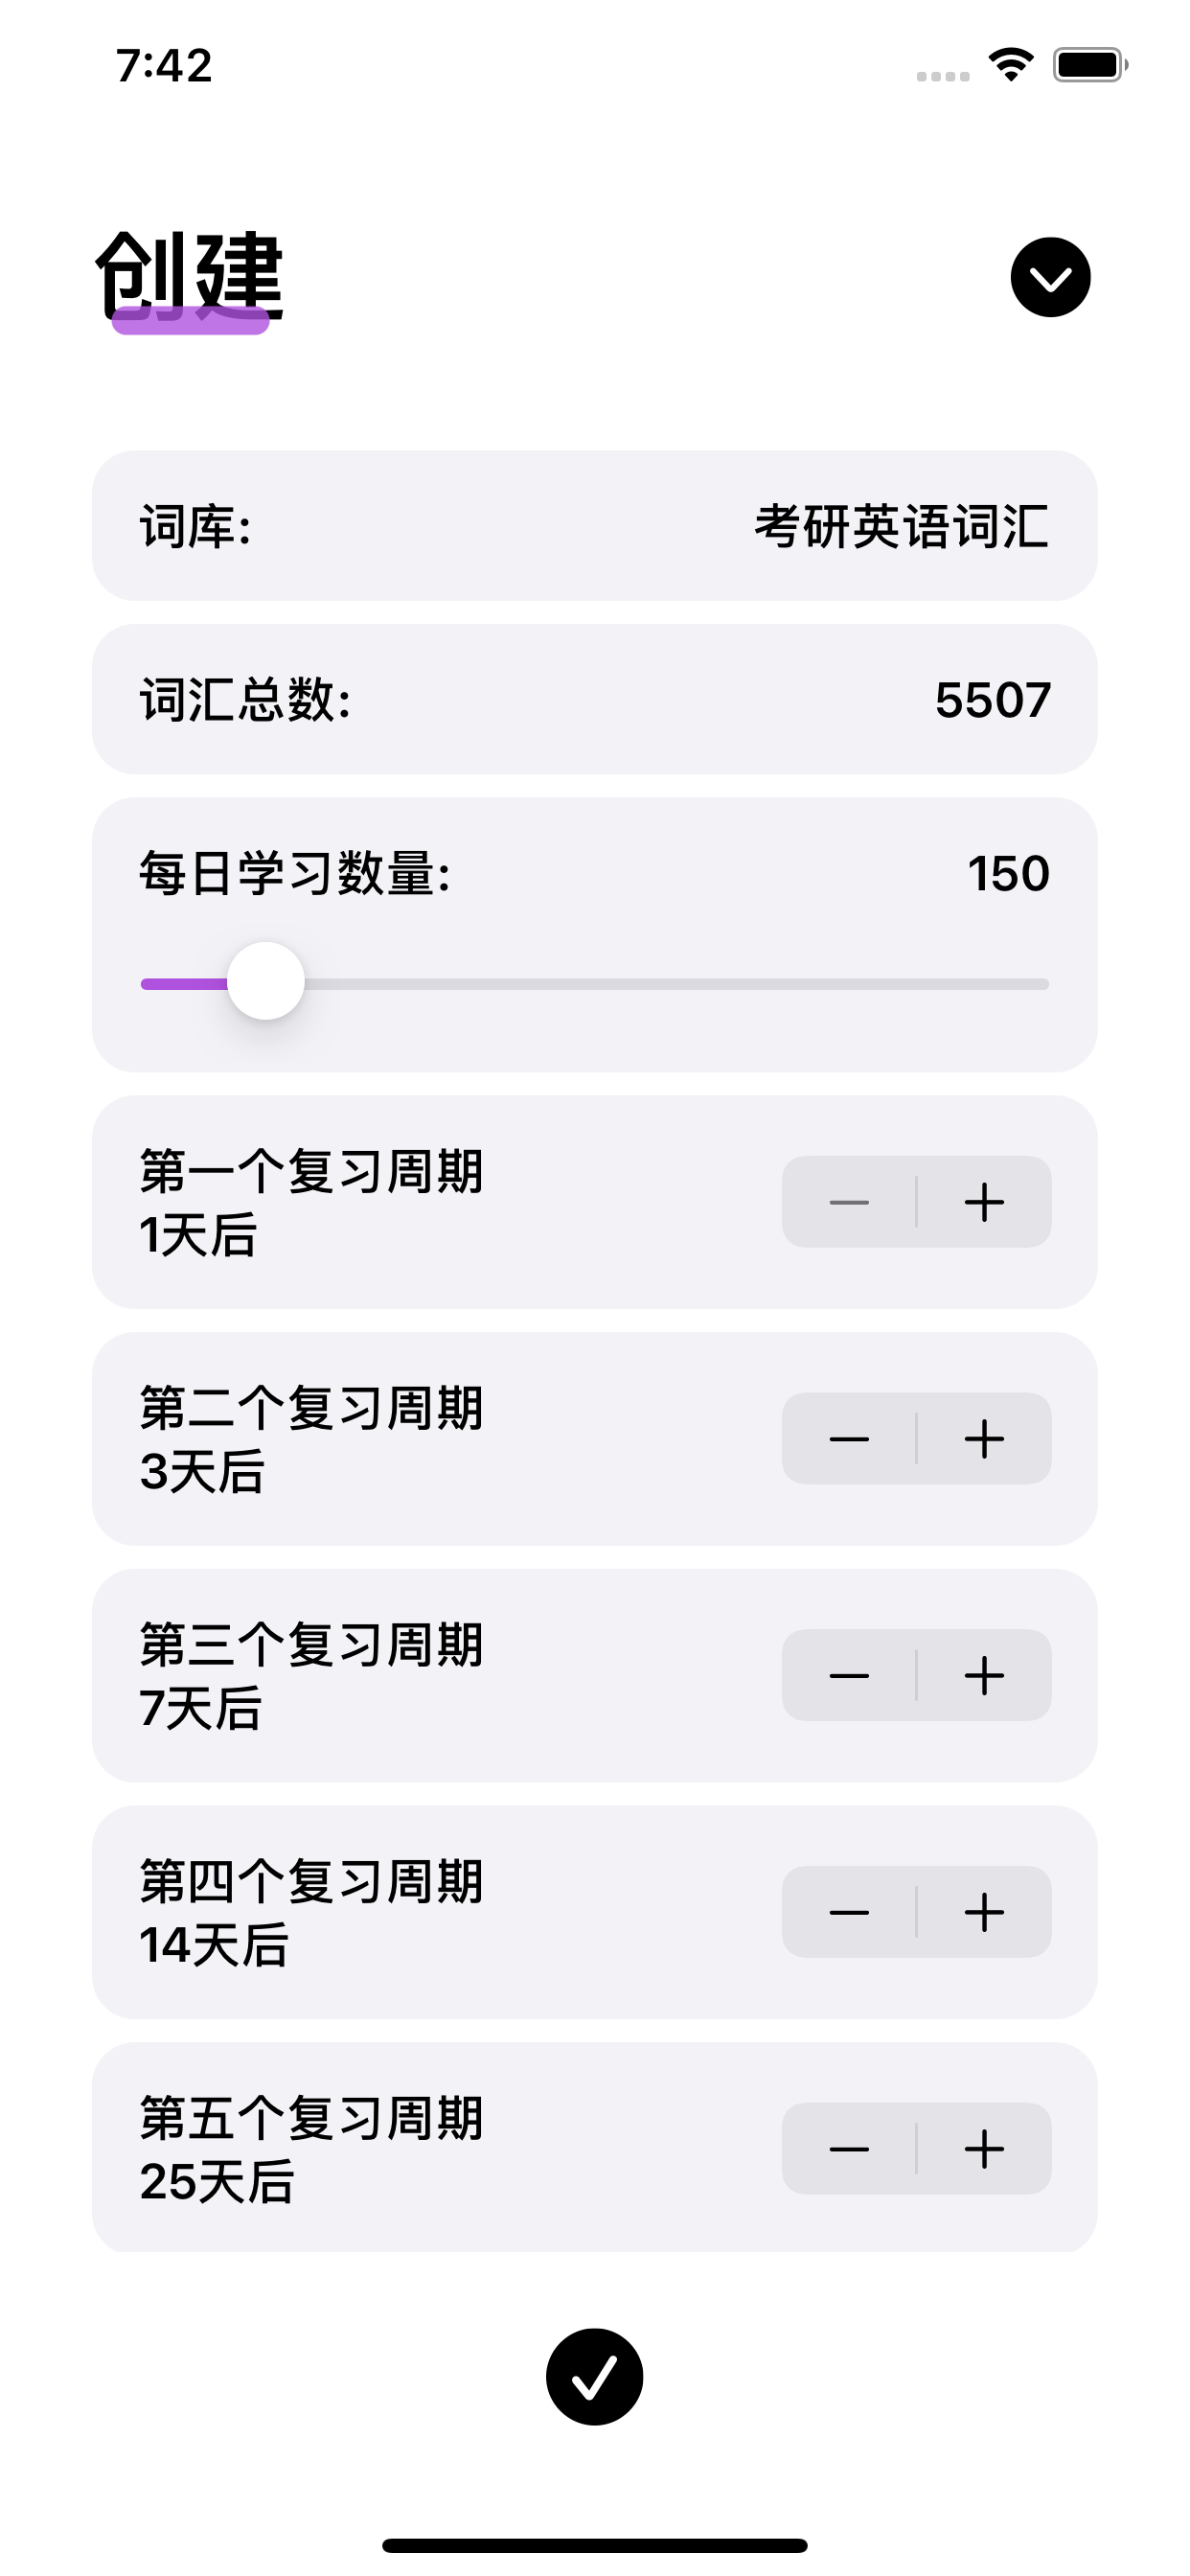 7:42
创建
词库: 考研英语词汇
词汇总数: 5507
每日学习数量: 150
第一个复习周期
1天后
第二个复习周期
3天后
第三个复习周期
7天后
第四个复习周期
14天后
第五个复习周期
25天后